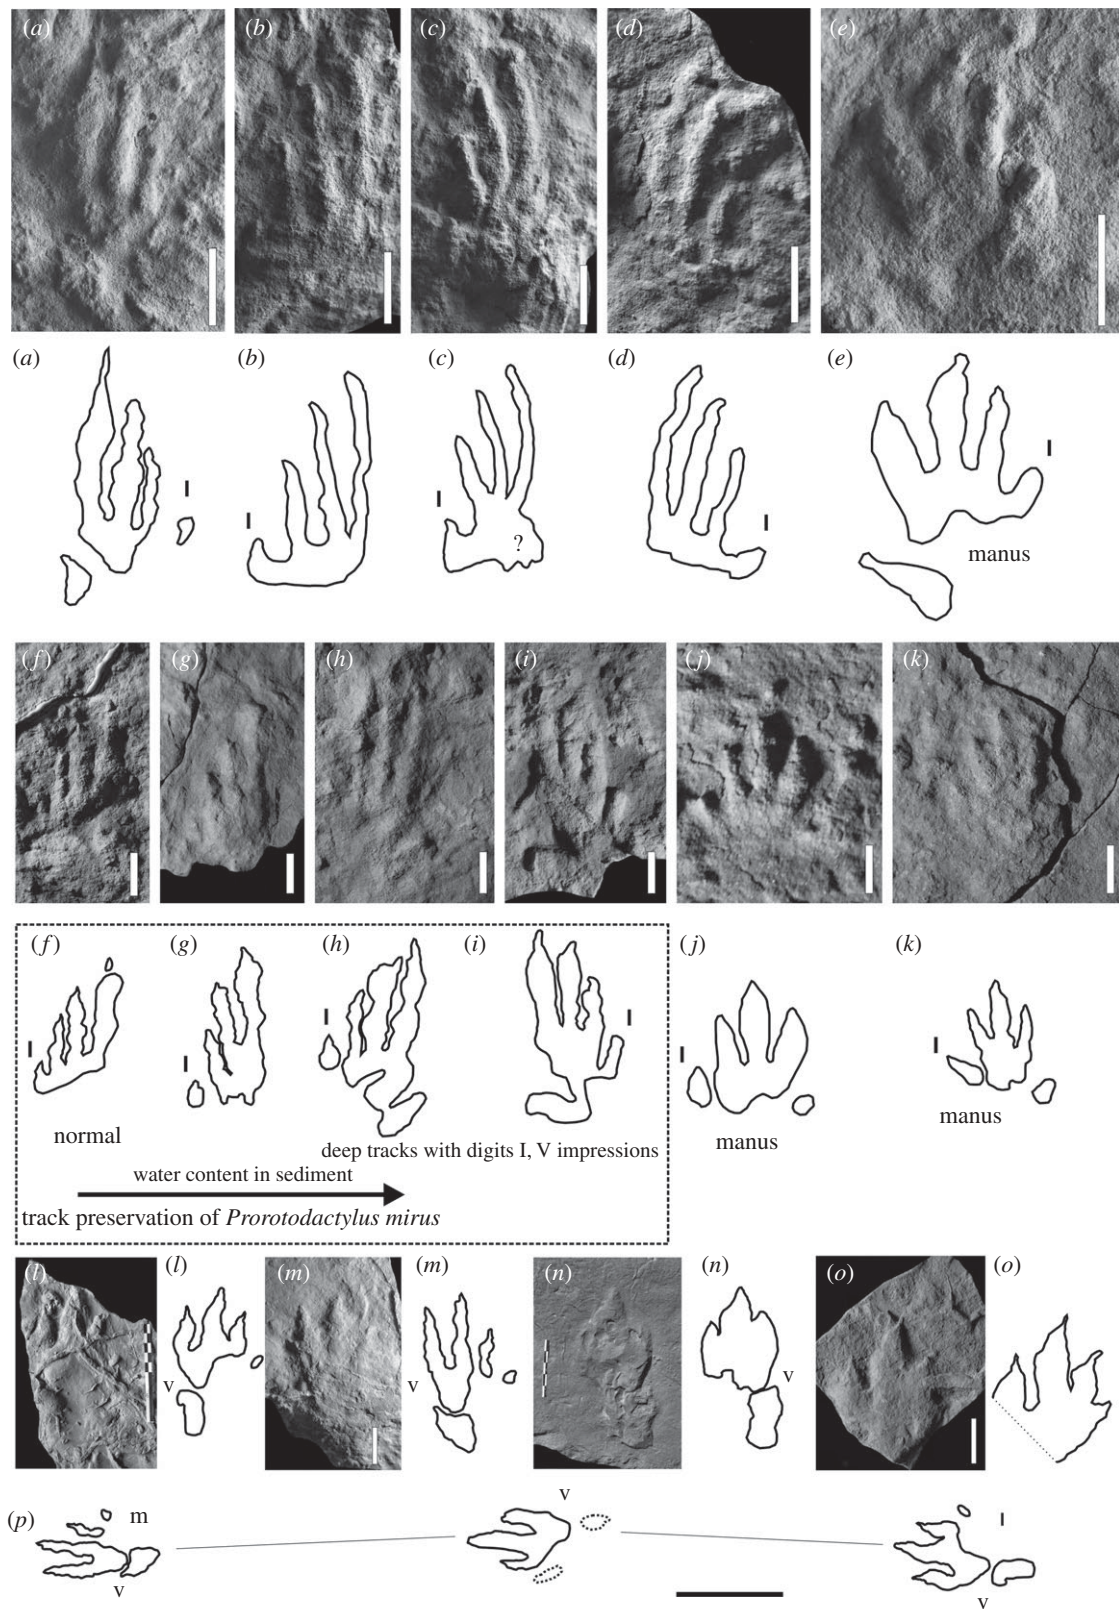 (a) (b) (c) (d) (e)
(a) (b) (c) (d) (e)
I I I I I
?
manus
(f) (g) (h) (i) (j) (k)
(f) (g) (h) (i) (j) (k)
I I I I I I
normal
manus
manus
deep tracks with digits I, V impressions
water content in sediment
track preservation of Prorotodactylus mirus
(l) (l) (m) (m) (n) (n) (o) (o)
v v v
(p) m v l
v v